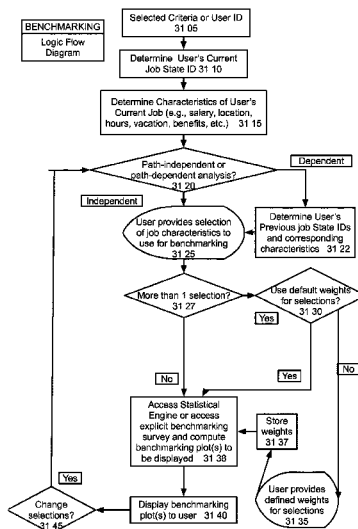 BENCHMARKING
Logic Flow
Diagram
Selected Criteria or User ID
31 05
Determine User's Current
Job State ID 31 10
Determine Characteristics of User's
Current Job (e.g., salary, location,
hours, vacation, benefits, etc.) 31 15
Path-independent or
path-dependent analysis?
31 20
Dependent
Independent
User provides selection
of job characteristics to
use for benchmarking
31 25
Determine User's
Previous job State IDs
and corresponding
characteristics 31 22
More than 1 selection?
31 27
Yes
Use default weights
for selections?
31 30
No
No
Yes
Access Statistical
Engine or access
explicit benchmarking
survey and compute
benchmarking plot(s) to
be displayed 31 38
Store
weights
31 37
User provides
defined weights
for selections
31 35
Display benchmarking
plot(s) to user 31 40
Yes
Change
selections?
31 45